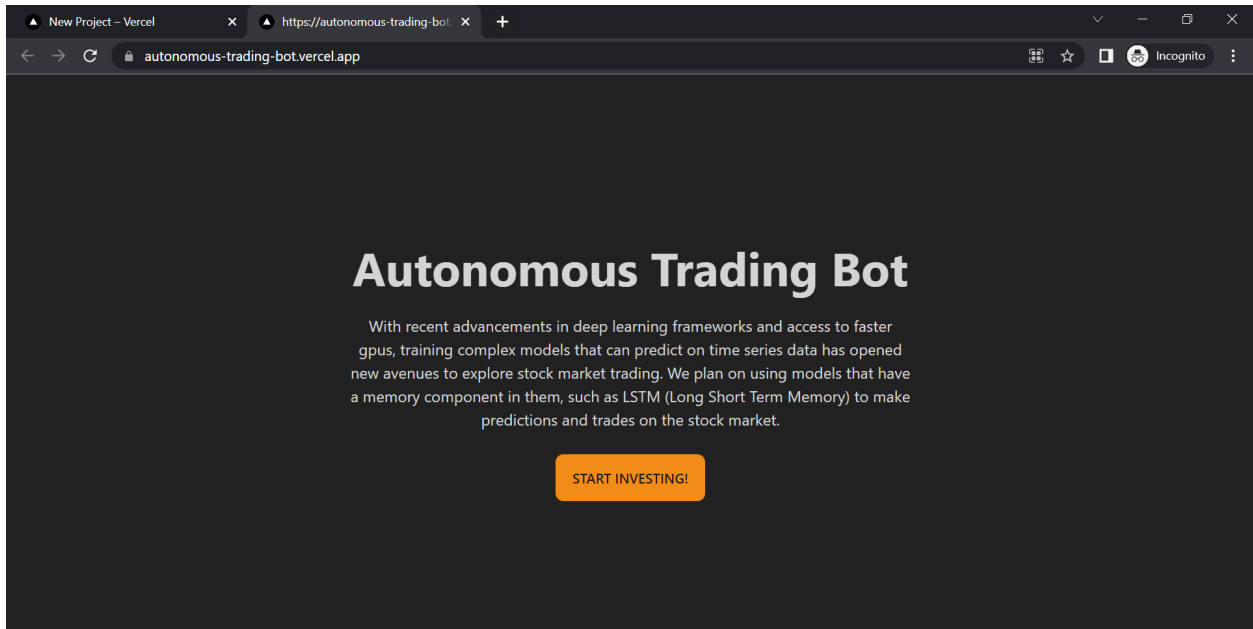 New Project – Vercel
https://autonomous-trading-bot.
autonomous-trading-bot.vercel.app
Incognito
Autonomous Trading Bot
With recent advancements in deep learning frameworks and access to faster
gpus, training complex models that can predict on time series data has opened
new avenues to explore stock market trading. We plan on using models that have
a memory component in them, such as LSTM (Long Short Term Memory) to make
predictions and trades on the stock market.
START INVESTING!